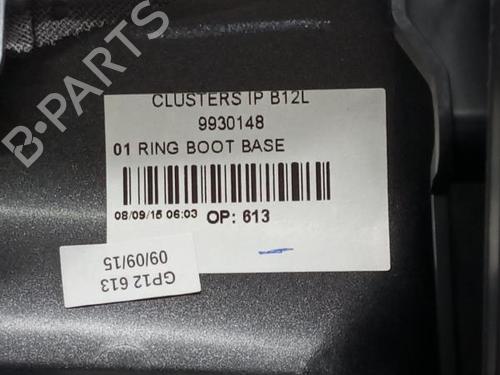 CLUSTERS IP B12L
9930148
01 RING BOOT BASE
08/09/15 06:03 OP: 613
GP12 613
09/09/15
B-PARTS